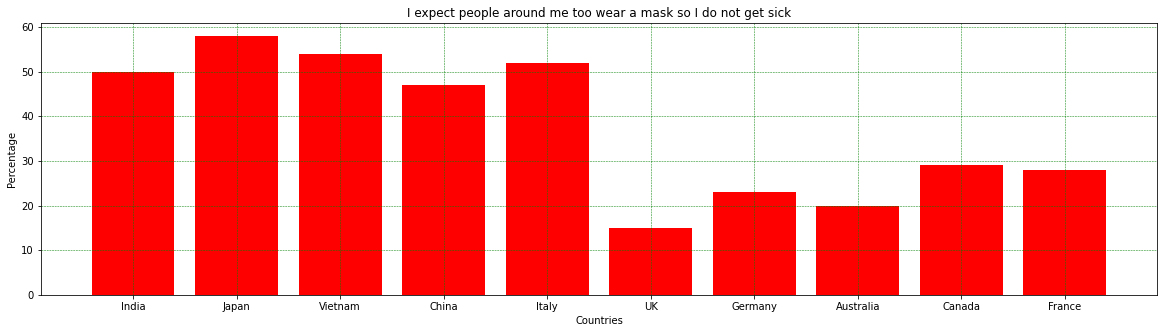 I expect people around me too wear a mask so I do not get sick
Percentage
60
50
40
30
20
10
0
India Japan Vietnam China Italy UK Germany Australia Canada France
Countries